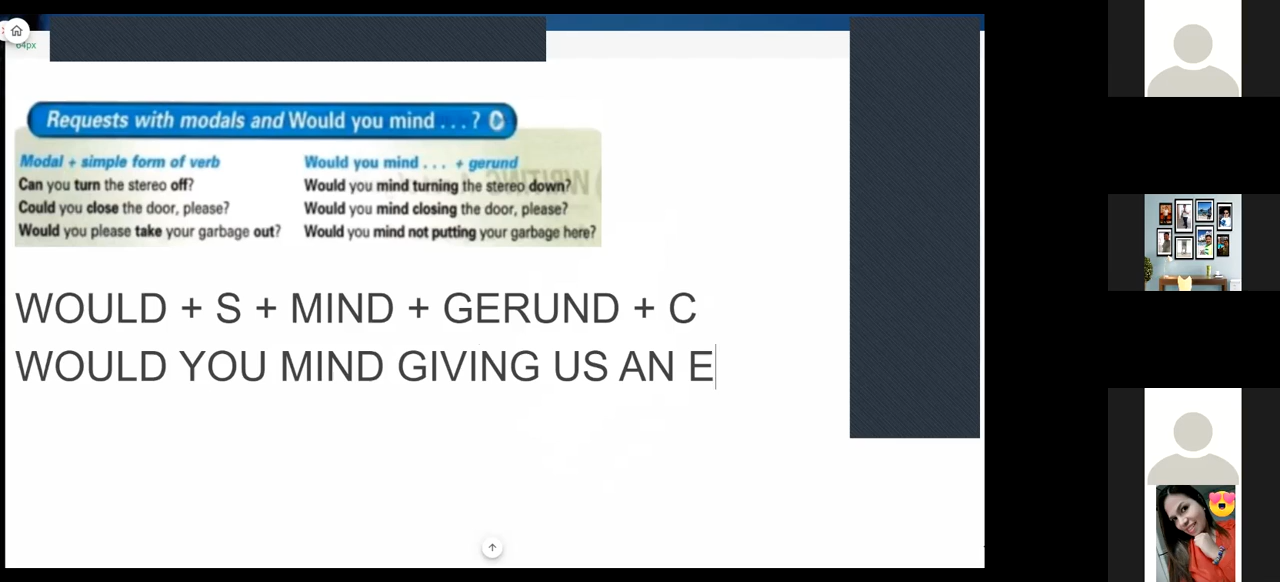 64px
Requests with modals and Would you mind . . . ?
Modal + simple form of verb
Can you turn the stereo off?
Could you close the door, please?
Would you please take your garbage out?
Would you mind . . . + gerund
Would you mind turning the stereo down?
Would you mind closing the door, please?
Would you mind not putting your garbage here?
WOULD + S + MIND + GERUND + C
WOULD YOU MIND GIVING US AN E